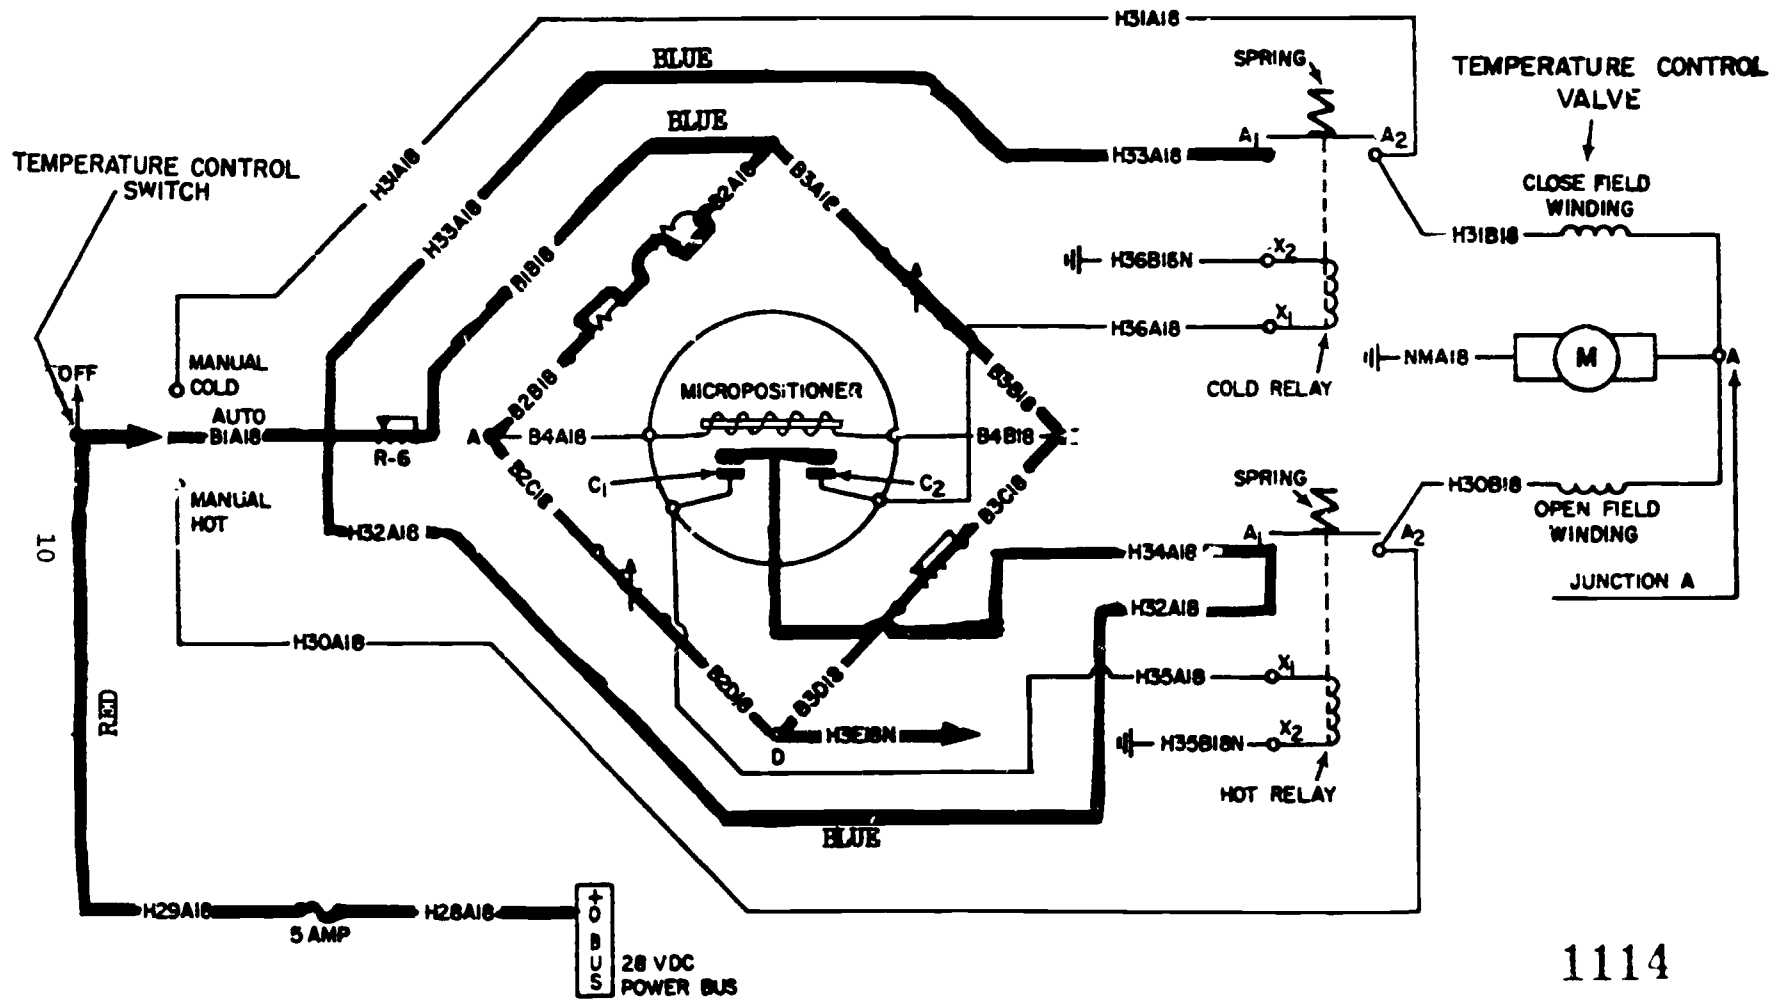 H31A18
BLUE
SPRING
TEMPERATURE CONTROL
VALVE
BLUE
TEMPERATURE CONTROL
SWITCH
H31A18
B2A18
A1
H33A18
A2
CLOSE FIELD
WINDING
H33A18
H31B18
X2
H36B18N
B1B18
A
X1
H36A18
MANUAL
COLD
OFF
NMA18
M
A
B3B18
COLD RELAY
MICROPOSITIONER
B2B18
AUTO
B1A18
A
B4A18
B4B18
R-6
C1
C2
B2C18
B3C18
SPRING
H30B18
MANUAL
HOT
OPEN FIELD
WINDING
H32A18
10
A1
A2
H34A18
A
JUNCTION A
H32A18
H30A18
X1
H35A18
B2D18
B3D18
RED
H3E18N
D
X2
H35B18N
HOT RELAY
BLUE
H29A18
H28A18
5 AMP
TO BUS
28 VDC
POWER BUS
1114